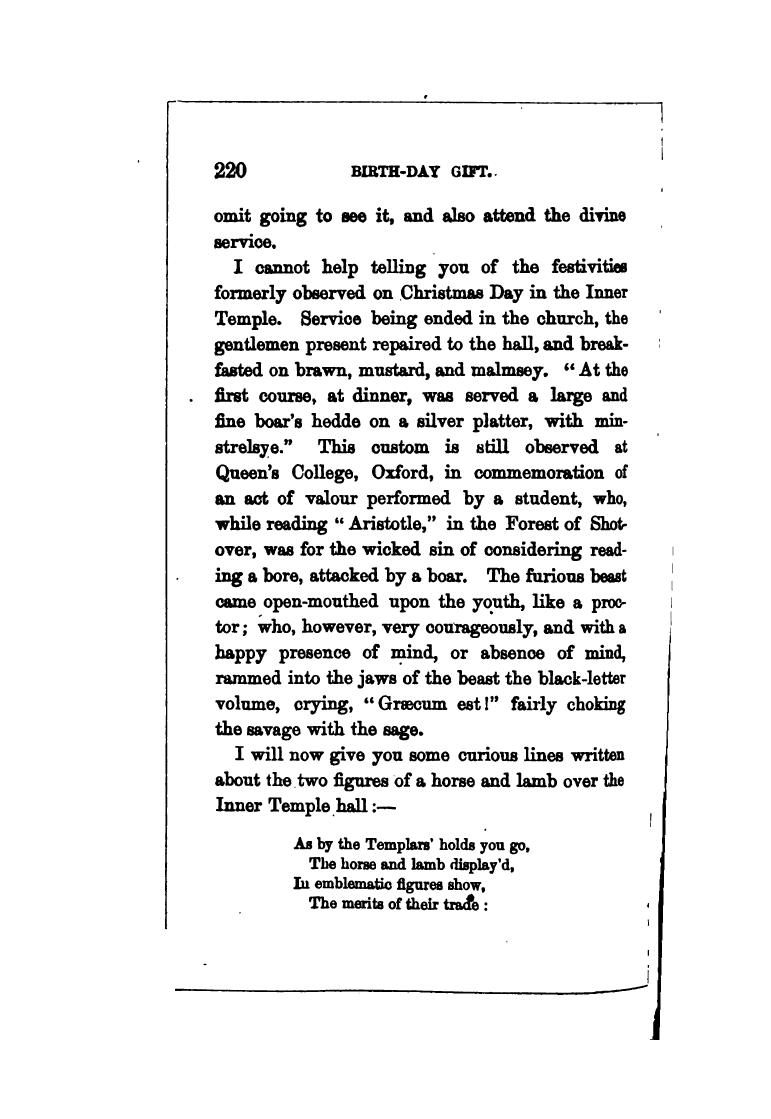 220 BIRTH-DAY GIFT.
omit going to see it, and also attend the divine
service.
I cannot help telling you of the festivities
formerly observed on Christmas Day in the Inner
Temple. Service being ended in the church, the
gentlemen present repaired to the hall, and break-
fasted on brawn, mustard, and malmsey. “At the
first course, at dinner, was served a large and
fine boar's hedde on a silver platter, with min-
strelsye.” This custom is still observed at
Queen's College, Oxford, in commemoration of
an act of valour performed by a student, who,
while reading “Aristotle,” in the Forest of Shot-
over, was for the wicked sin of considering read-
ing a bore, attacked by a boar. The furious beast
came open-mouthed upon the youth, like a proc-
tor; who, however, very courageously, and with a
happy presence of mind, or absence of mind,
rammed into the jaws of the beast the black-letter
volume, crying, “Græcum est!” fairly choking
the savage with the sage.
I will now give you some curious lines written
about the two figures of a horse and lamb over the
Inner Temple hall:—
As by the Templars' holds you go,
The horse and lamb display'd,
In emblematic figures show,
The merits of their trade: